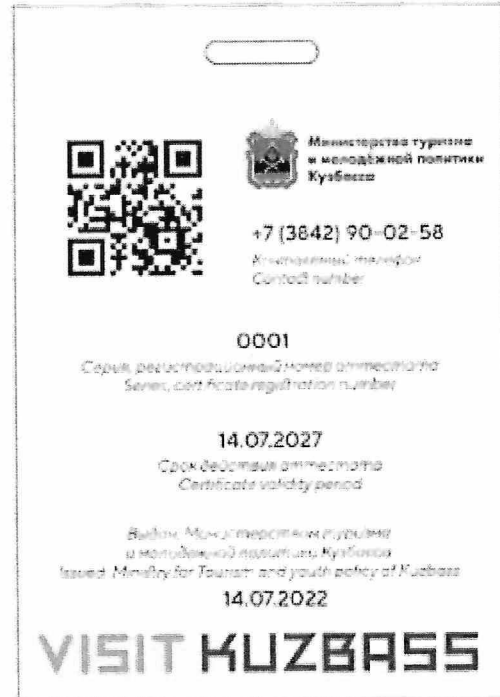 Министерство туризма
и молодёжной политики
Кузбасса
+7 (3842) 90-02-58
Контактный телефон
Contact number
0001
Серия, регистрационный номер аттестата
Series, certificate registration number
14.07.2027
Срок действия аттестата
Certificate validity period
Выдан: Министерством туризма
и молодёжной политики Кузбасса
Issued: Ministry for Tourism and youth policy of Kuzbass
14.07.2022
VISIT KUZBASS